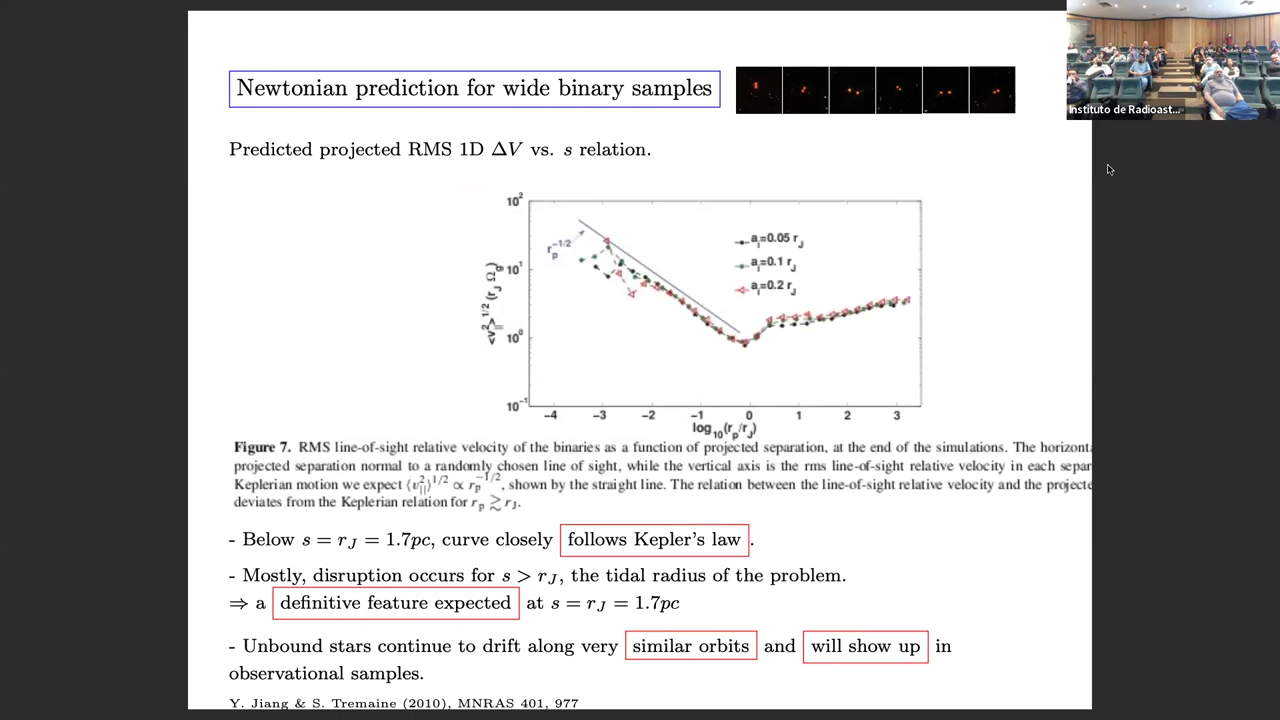 Newtonian prediction for wide binary samples
Instituto de Radioast...
Predicted projected RMS 1D ΔV vs. s relation.
10²
10¹
10⁰
10⁻¹
<v²||>^1/2 (r_J Ω_g)
r_p^-1/2
a_i=0.05 r_J
a_i=0.1 r_J
a_i=0.2 r_J
-4 -3 -2 -1 0 1 2 3
log₁₀(r_p/r_J)
Figure 7. RMS line-of-sight relative velocity of the binaries as a function of projected separation, at the end of the simulations. The horizont
projected separation normal to a randomly chosen line of sight, while the vertical axis is the rms line-of-sight relative velocity in each separ
Keplerian motion we expect ⟨v²||⟩^1/2 ∝ r_p^-1/2, shown by the straight line. The relation between the line-of-sight relative velocity and the projecte
deviates from the Keplerian relation for r_p ≳ r_J.
- Below s = r_J = 1.7pc, curve closely follows Kepler's law .
- Mostly, disruption occurs for s > r_J, the tidal radius of the problem.
⇒ a definitive feature expected at s = r_J = 1.7pc
- Unbound stars continue to drift along very similar orbits and will show up in
observational samples.
Y. Jiang & S. Tremaine (2010), MNRAS 401, 977